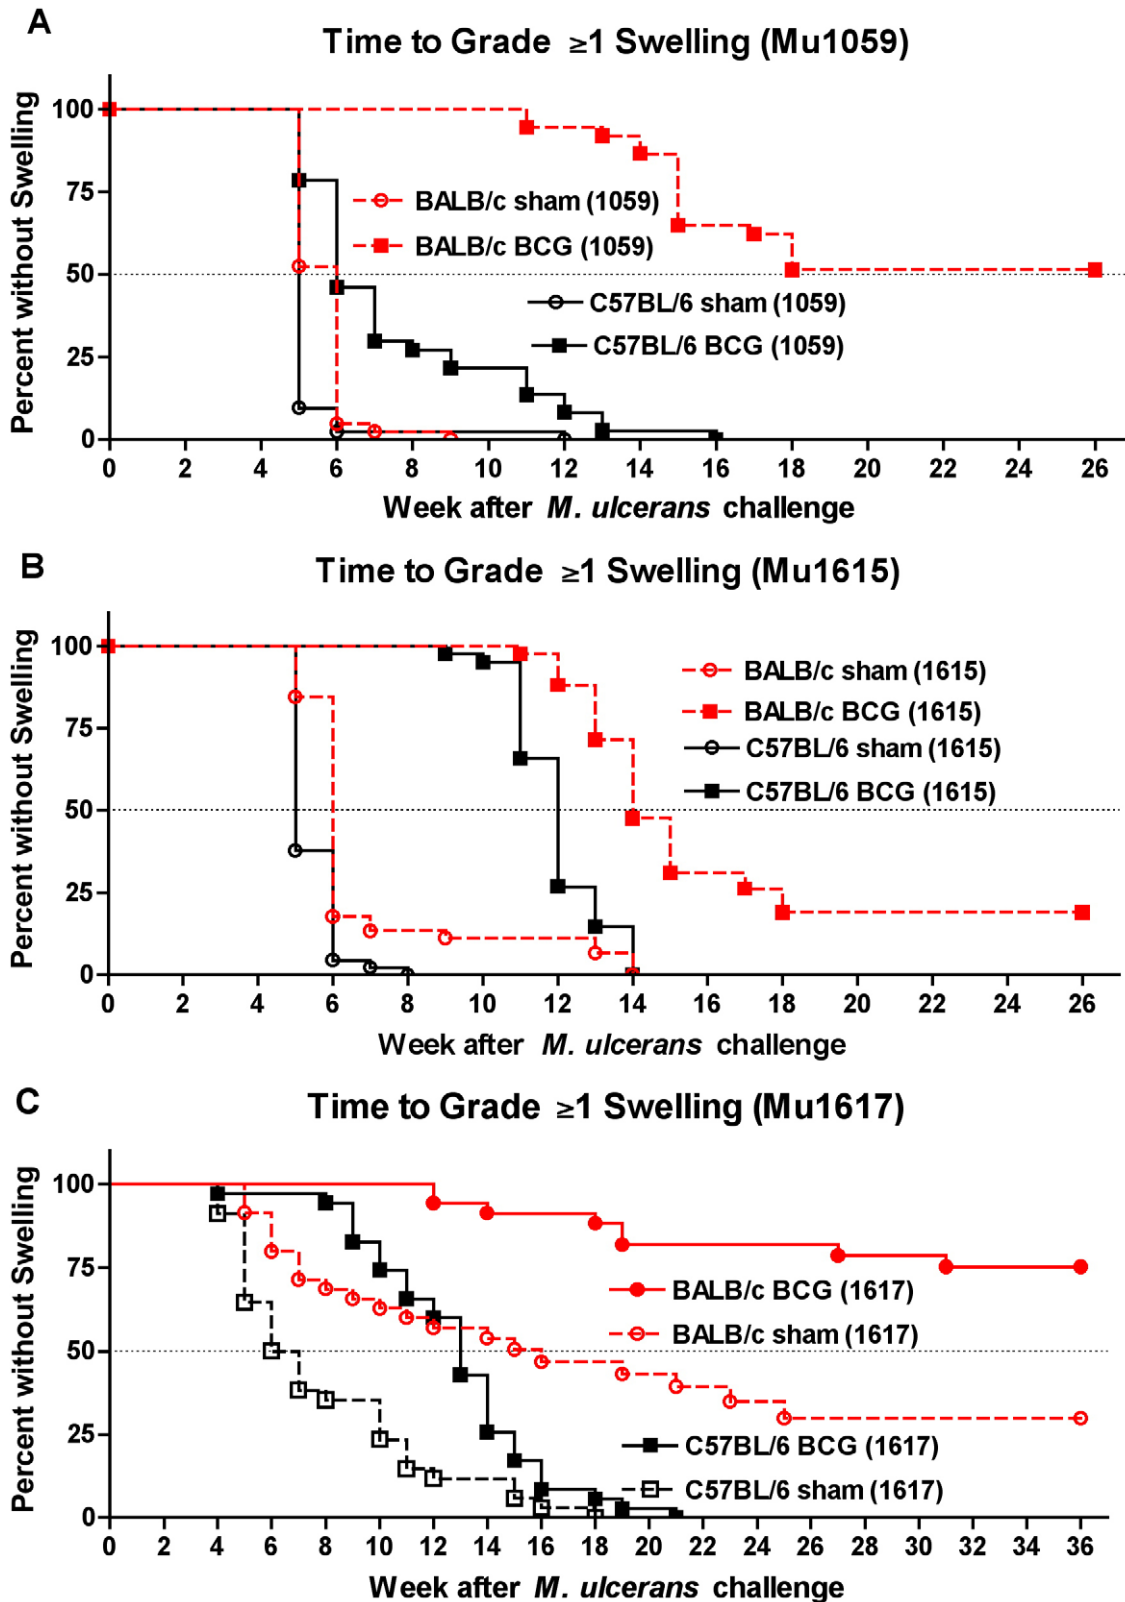 A
Time to Grade ≥1 Swelling (Mu1059)
Percent without Swelling
100
75
50
25
0
BALB/c sham (1059)
BALB/c BCG (1059)
C57BL/6 sham (1059)
C57BL/6 BCG (1059)
0 2 4 6 8 10 12 14 16 18 20 22 24 26
Week after M. ulcerans challenge
B
Time to Grade ≥1 Swelling (Mu1615)
Percent without Swelling
100
75
50
25
0
BALB/c sham (1615)
BALB/c BCG (1615)
C57BL/6 sham (1615)
C57BL/6 BCG (1615)
0 2 4 6 8 10 12 14 16 18 20 22 24 26
Week after M. ulcerans challenge
C
Time to Grade ≥1 Swelling (Mu1617)
Percent without Swelling
100
75
50
25
0
BALB/c BCG (1617)
BALB/c sham (1617)
C57BL/6 BCG (1617)
C57BL/6 sham (1617)
0 2 4 6 8 10 12 14 16 18 20 22 24 26 28 30 32 34 36
Week after M. ulcerans challenge